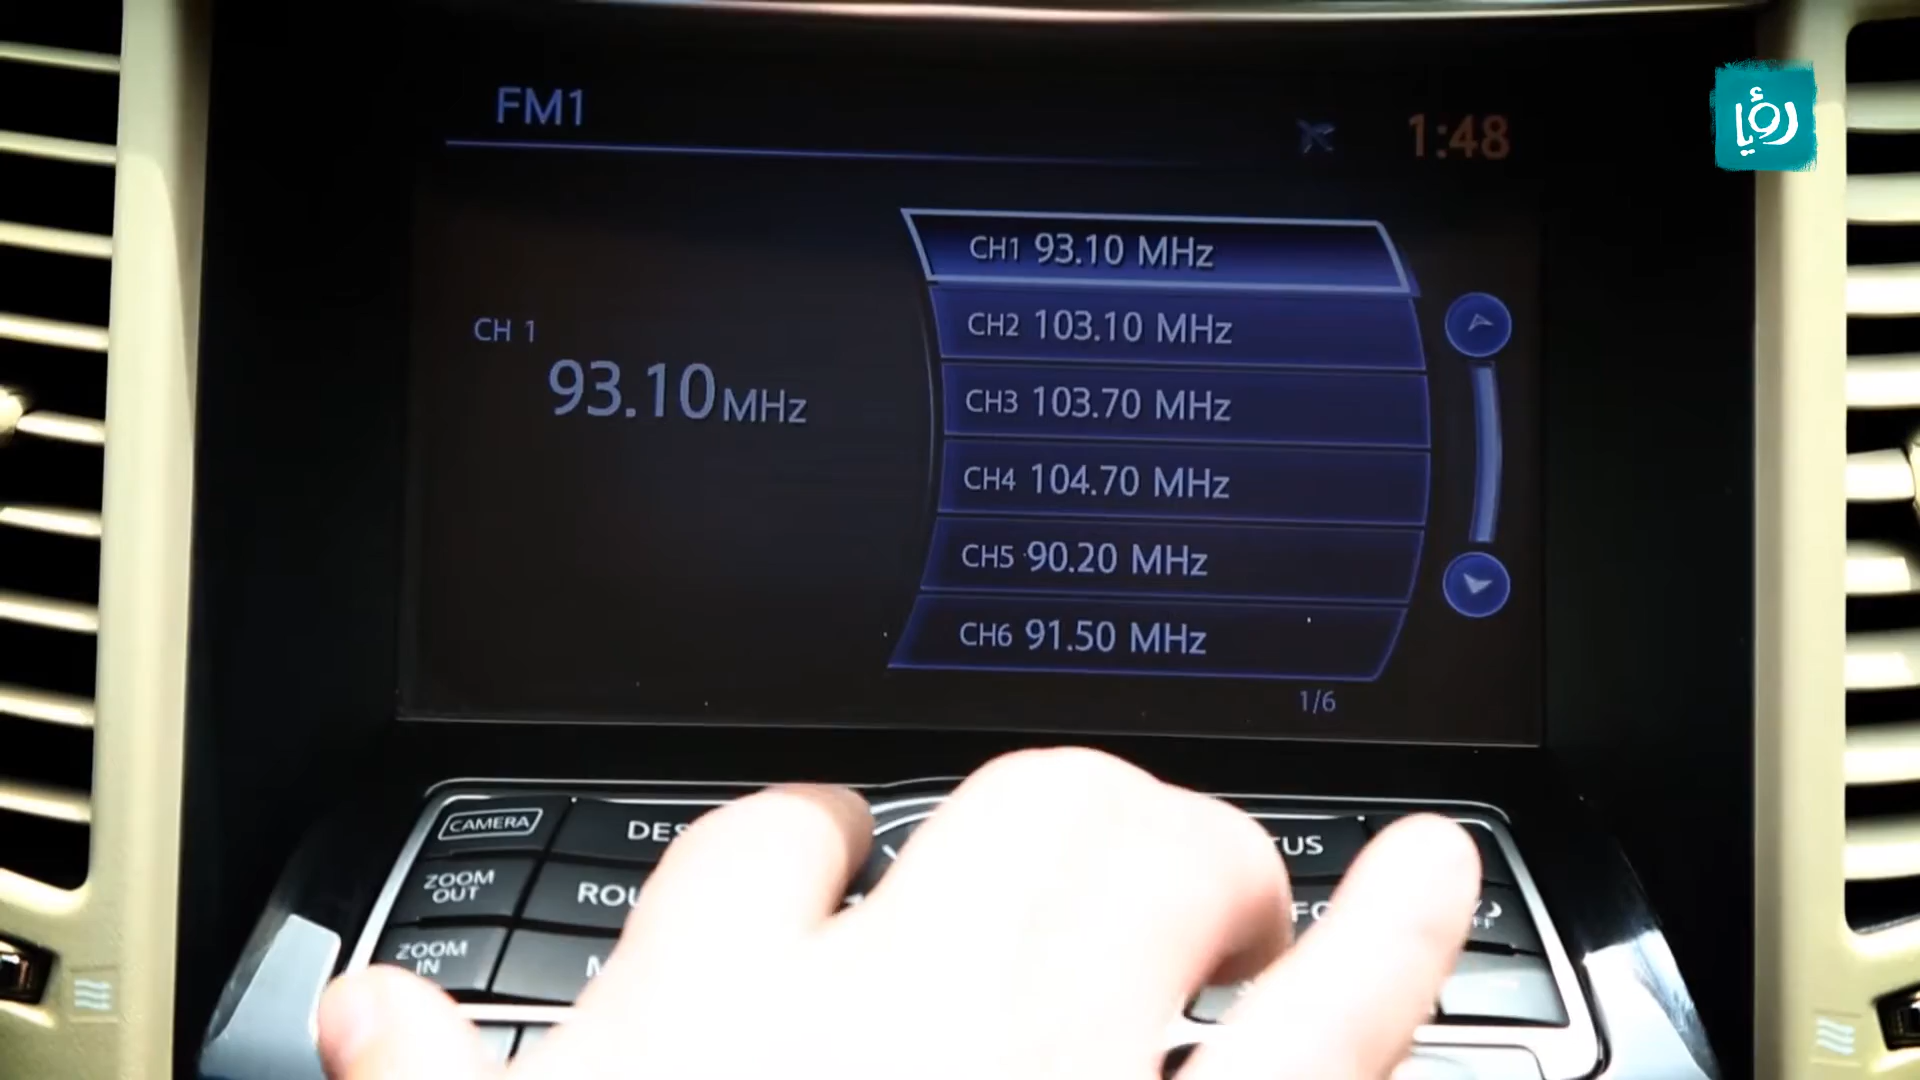 FM1
1:48
رؤيا
CH 1
93.10 MHz
CH1 93.10 MHz
CH2 103.10 MHz
CH3 103.70 MHz
CH4 104.70 MHz
CH5 90.20 MHz
CH6 91.50 MHz
1/6
CAMERA
ZOOM
OUT
ZOOM
IN